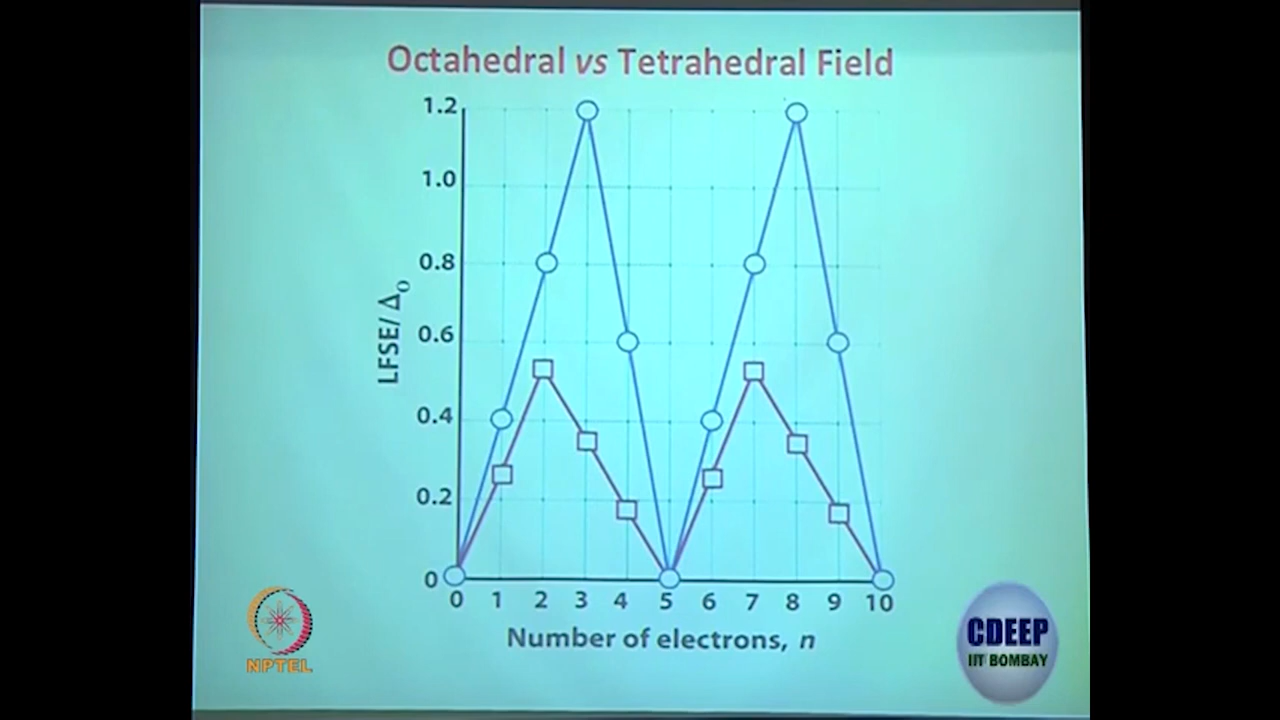 Octahedral vs Tetrahedral Field
1.2
1.0
0.8
0.6
0.4
0.2
0
LFSE/Δ₀
0 1 2 3 4 5 6 7 8 9 10
Number of electrons, n
NPTEL
CDEEP
IIT BOMBAY